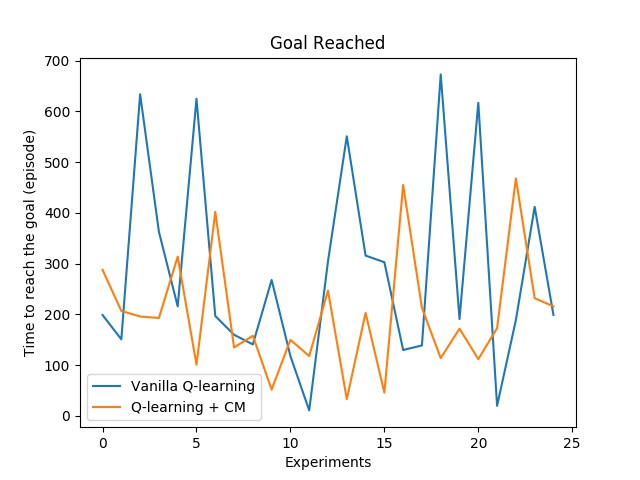 Goal Reached
700
600
500
400
300
200
100
0
Time to reach the goal (episode)
Vanilla Q-learning
Q-learning + CM
0 5 10 15 20 25
Experiments